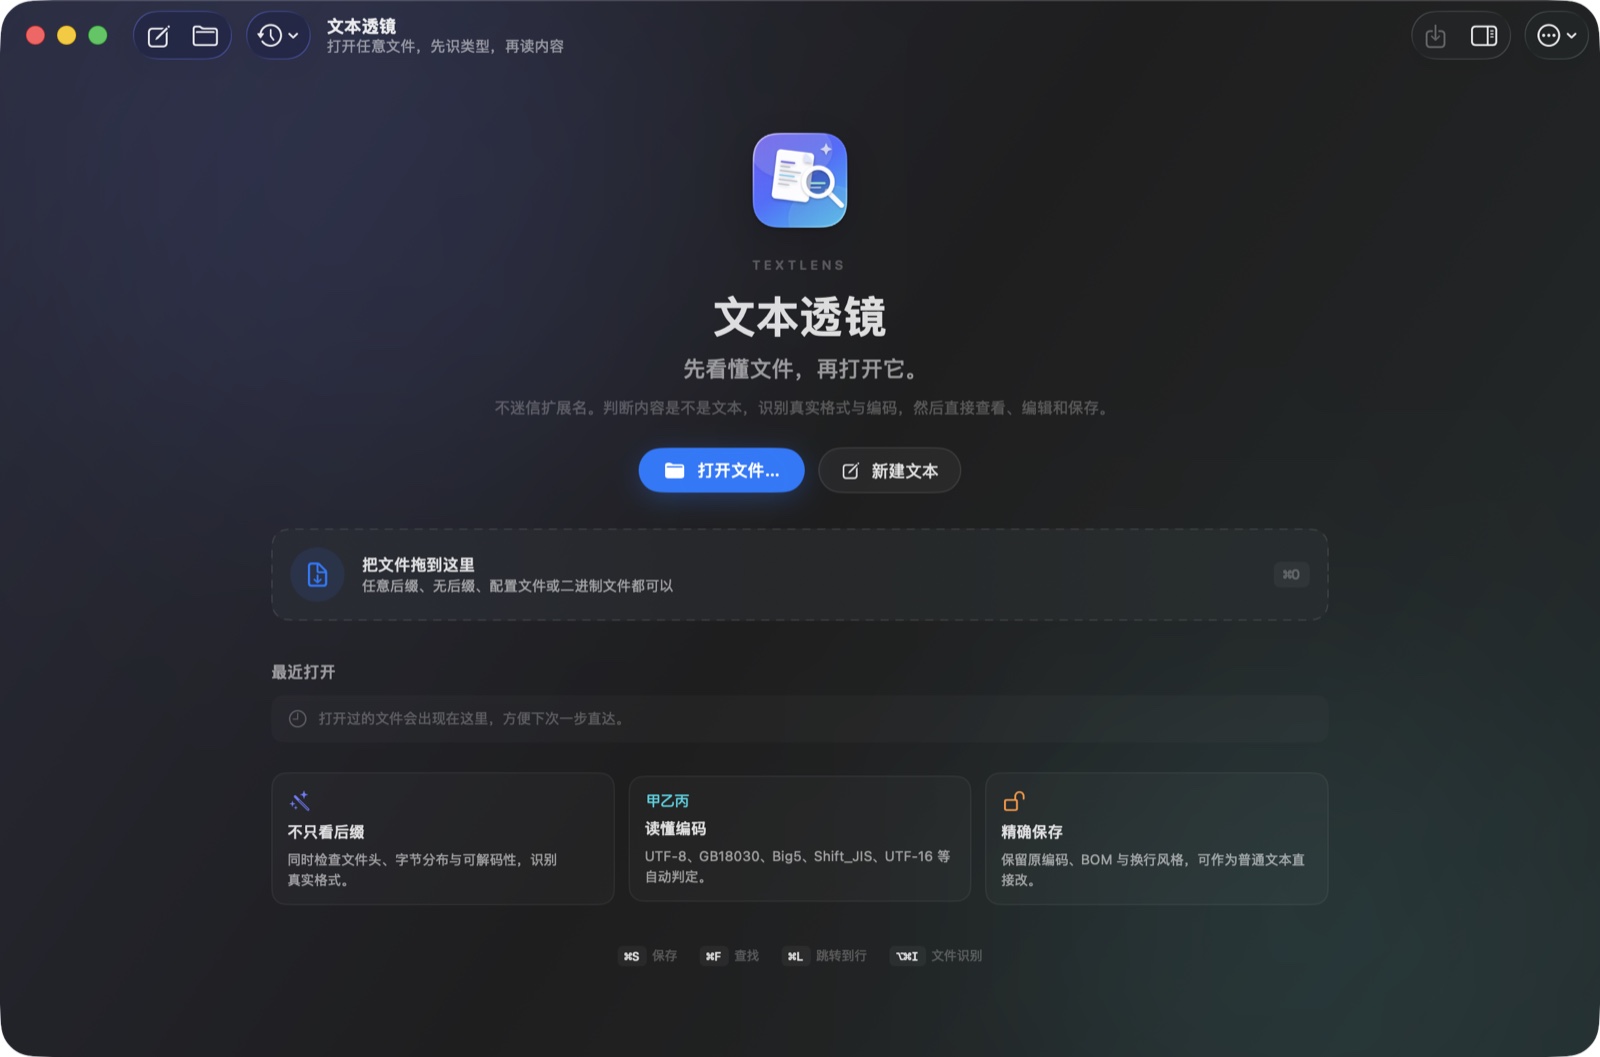 文本透镜
打开任意文件，先识类型，再读内容
TEXTLENS
文本透镜
先看懂文件，再打开它。
不迷信扩展名。判断内容是不是文本，识别真实格式与编码，然后直接查看、编辑和保存。
打开文件...
新建文本
把文件拖到这里
任意后缀、无后缀、配置文件或二进制文件都可以
⌘O
最近打开
打开过的文件会出现在这里，方便下次一步直达。
不只看后缀
同时检查文件头、字节分布与可解码性，识别
真实格式。
甲乙丙
读懂编码
UTF-8、GB18030、Big5、Shift_JIS、UTF-16 等
自动判定。
精确保存
保留原编码、BOM 与换行风格，可作为普通文本直
接改。
⌘S 保存 ⌘F 查找 ⌘L 跳转到行 ⌥⌘I 文件识别